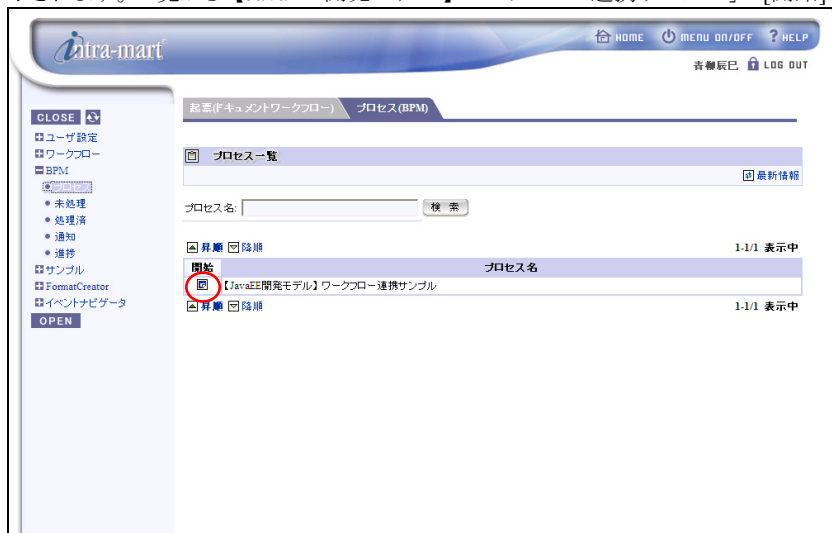 intra-mart
HOME MENU ON/OFF ? HELP
青柳辰巳 LOG OUT
起票(ドキュメントワークフロー) プロセス(BPM)
CLOSE
ユーザ設定
ワークフロー
BPM
プロセス
未処理
処理済
通知
進捗
サンプル
FormatCreator
イベントナビゲータ
OPEN
プロセス一覧
最新情報
プロセス名: 検 索
昇順 降順 1-1/1 表示中
開始 プロセス名
【JavaEE開発モデル】ワークフロー連携サンプル
昇順 降順 1-1/1 表示中